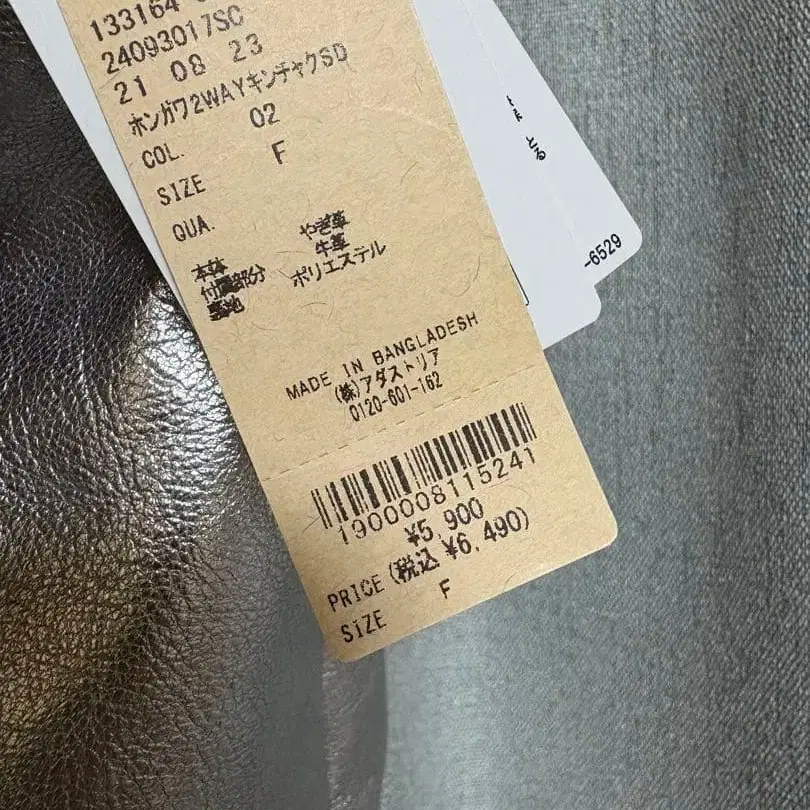 133164
24093017SC
21 08 23
ホンガワ2WAYキンチャクSD
COL. 02
SIZE F
QUA.
本体 やぎ革
付属部分 牛革
裏地 ポリエステル
MADE IN BANGLADESH
(株)アダストリア
0120-601-162
1900008115241
¥5,900
PRICE (税込 ¥6,490)
SIZE F
とる
-6529